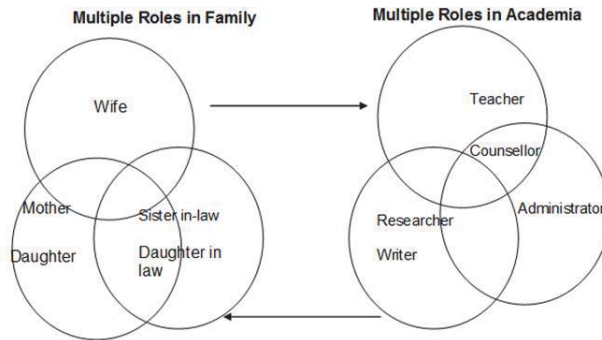 Multiple Roles in Family
Multiple Roles in Academia
Wife
Mother
Daughter
Sister in-law
Daughter in
law
Teacher
Counsellor
Administrator
Researcher
Writer